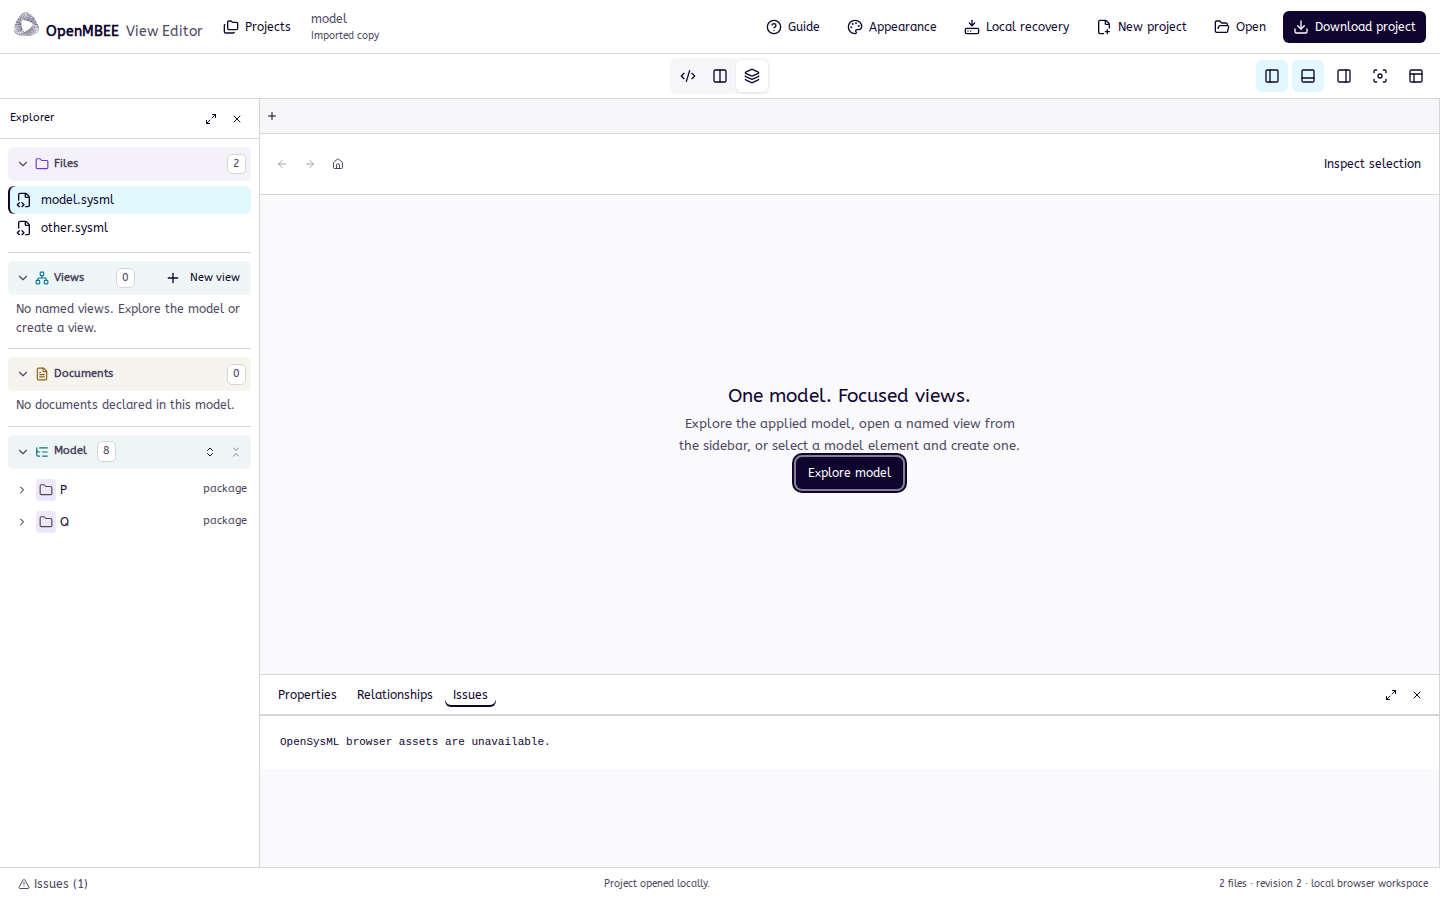 OpenMBEE View Editor
Projects
model
Imported copy
Guide
Appearance
Local recovery
New project
Open
Download project
Explorer
Files
2
model.sysml
other.sysml
Views
0
New view
No named views. Explore the model or
create a view.
Documents
0
No documents declared in this model.
Model
8
P
package
Q
package
Inspect selection
One model. Focused views.
Explore the applied model, open a named view from
the sidebar, or select a model element and create one.
Explore model
Properties
Relationships
Issues
OpenSysML browser assets are unavailable.
Issues (1)
Project opened locally.
2 files · revision 2 · local browser workspace